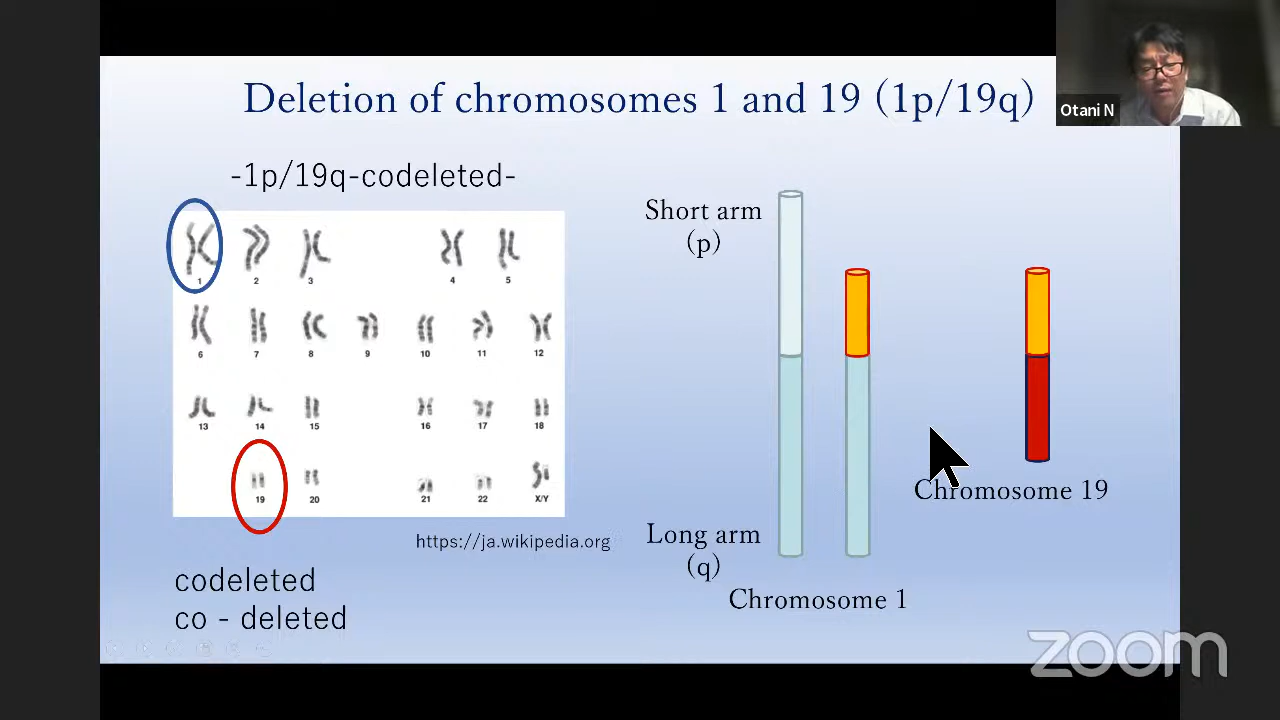 Deletion of chromosomes 1 and 19 (1p/19q)
Otani N
-1p/19q-codeleted-
1 2 3 4 5
6 7 8 9 10 11 12
13 14 15 16 17 18
19 20 21 22 X/Y
https://ja.wikipedia.org
codeleted
co - deleted
Short arm
(p)
Long arm
(q)
Chromosome 1
Chromosome 19
zoom